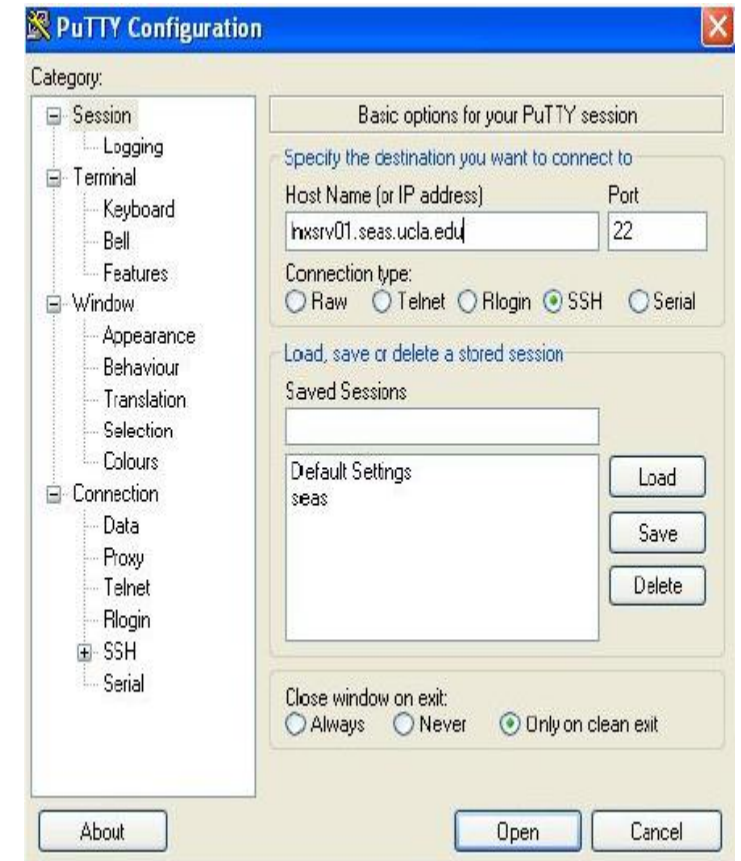 PuTTY Configuration
Category:
Session
Logging
Terminal
Keyboard
Bell
Features
Window
Appearance
Behaviour
Translation
Selection
Colours
Connection
Data
Proxy
Telnet
Rlogin
SSH
Serial
Basic options for your PuTTY session
Specify the destination you want to connect to
Host Name (or IP address) Port
lnxsrv01.seas.ucla.edu 22
Connection type:
Raw Telnet Rlogin SSH Serial
Load, save or delete a stored session
Saved Sessions
Default Settings
seas
Load
Save
Delete
Close window on exit:
Always Never Only on clean exit
About Open Cancel